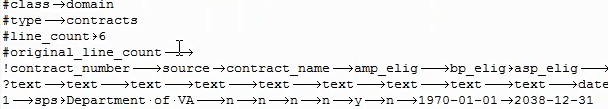 #class→domain
#type→contracts
#line_count→6
#original_line_count→→
!contract_number→source→contract_name→amp_elig→bp_elig→asp_elig→
?text→text→text→text→text→text→text→text→date
1→sps→Department·of·VA→n→n→n→y→n→1970-01-01→2038-12-31